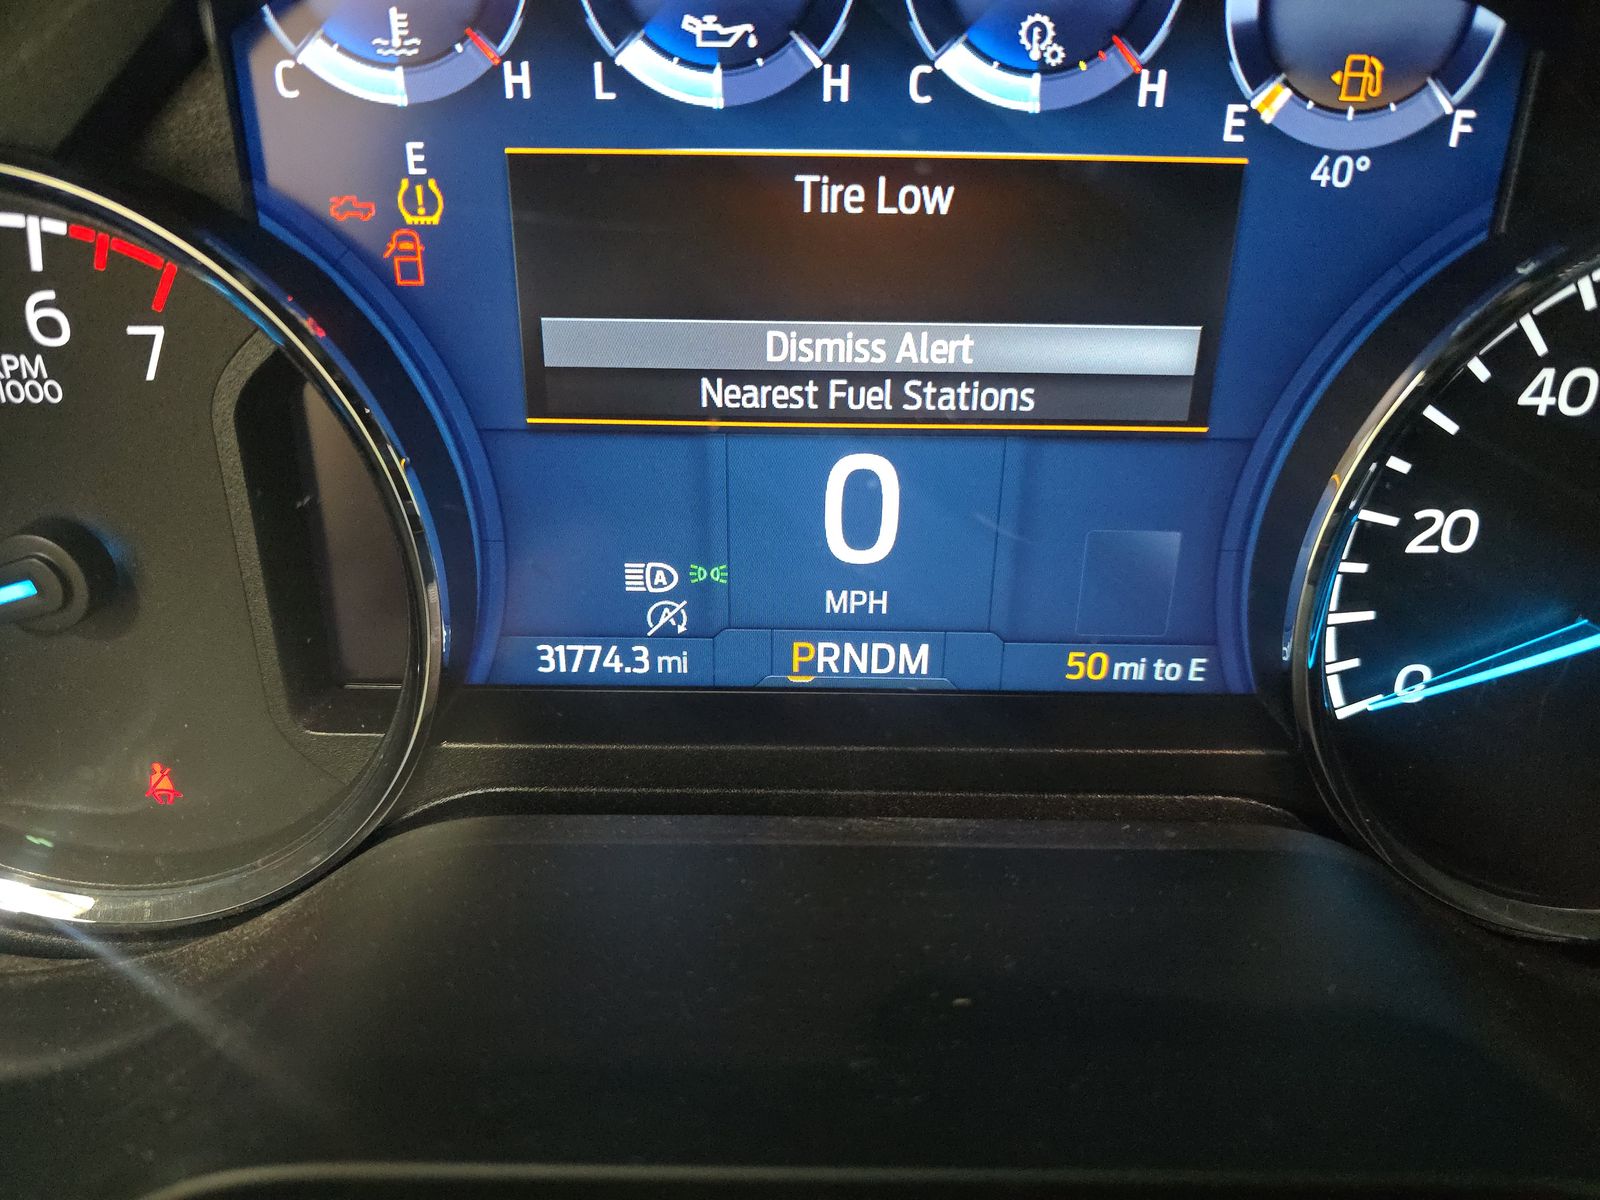 C H L H C H E F
40°
E
Tire Low
6
7
RPM
1000
Dismiss Alert
Nearest Fuel Stations
40
20
0
0
MPH
A
A
31774.3 mi
PRNDM
50 mi to E